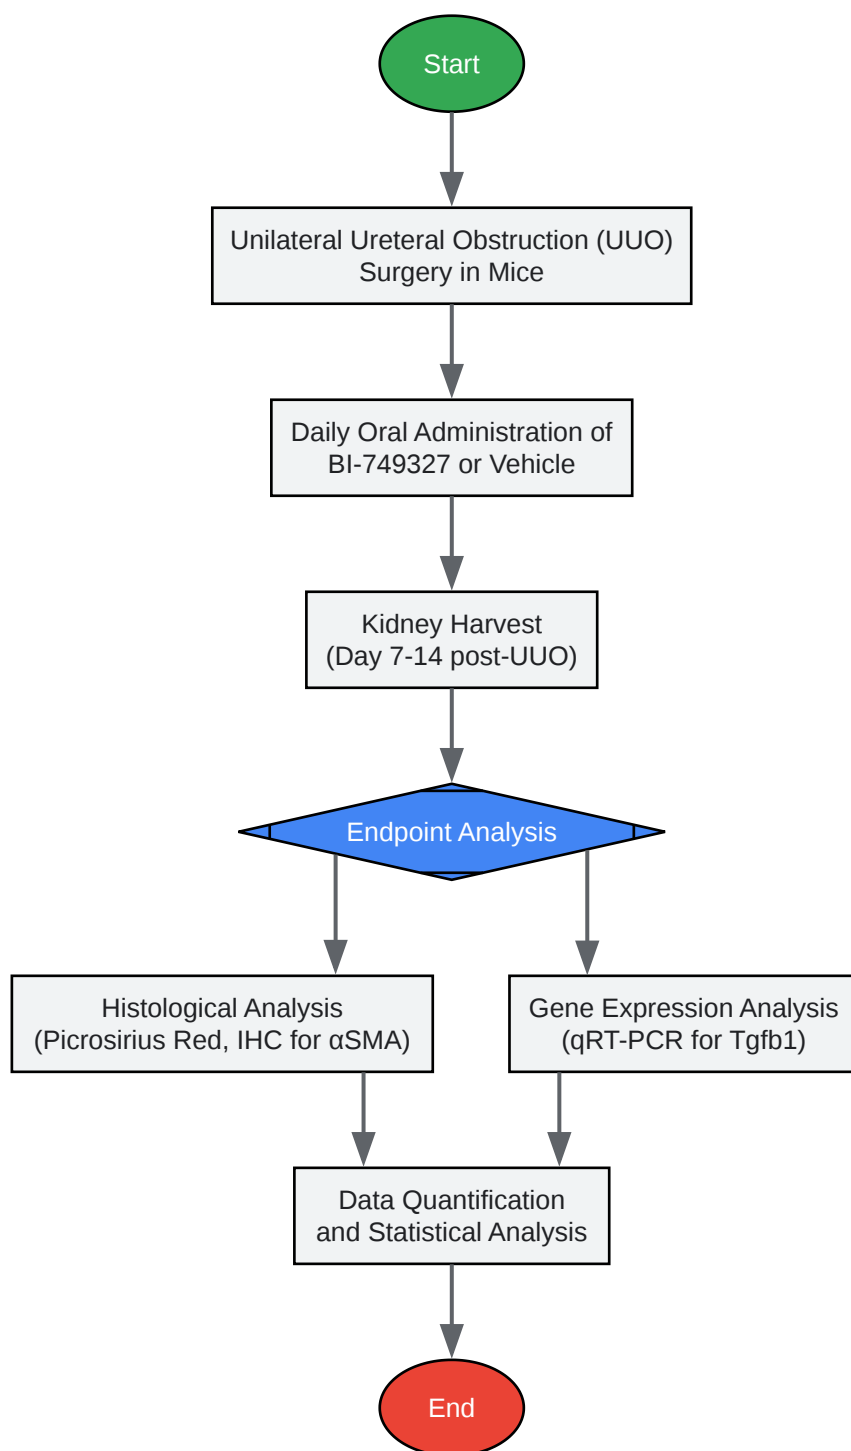 Start
Unilateral Ureteral Obstruction (UUO)
Surgery in Mice
Daily Oral Administration of
BI-749327 or Vehicle
Kidney Harvest
(Day 7-14 post-UUO)
Endpoint Analysis
Histological Analysis
(Picrosirius Red, IHC for αSMA)
Gene Expression Analysis
(qRT-PCR for Tgfb1)
Data Quantification
and Statistical Analysis
End